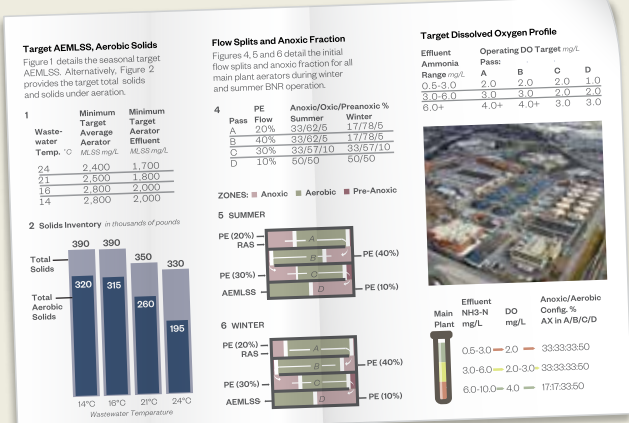 Target AEMLSS, Aerobic Solids
Figure 1 details the seasonal target
AEMLSS. Alternatively, Figure 2
provides the target total solids
and solids under aeration.
1
Waste-
water
Temp. °C
Minimum
Target
Average
Aerator
MLSS mg/L
Minimum
Target
Aerator
Effluent
MLSS mg/L
24 2,400 1,700
21 2,500 1,800
16 2,800 2,000
14 2,800 2,000
2 Solids Inventory in thousands of pounds
390 390 350 330
Total
Solids
Total
Aerobic
Solids
320 315 260 195
14°C 16°C 21°C 24°C
Wastewater Temperature
Flow Splits and Anoxic Fraction
Figures 4, 5 and 6 detail the initial
flow splits and anoxic fraction for all
main plant aerators during winter
and summer BNR operation.
4
Pass
PE
Flow
Anoxic/Oxic/Preanoxic %
Summer Winter
A 20% 33/62/5 17/78/5
B 40% 33/62/5 17/78/5
C 30% 33/57/10 33/57/10
D 10% 50/50 50/50
ZONES: Anoxic Aerobic Pre-Anoxic
5 SUMMER
PE (20%)
RAS
A
B
PE (40%)
PE (30%)
C
AEMLSS
D
PE (10%)
6 WINTER
PE (20%)
RAS
A
B
PE (40%)
PE (30%)
C
AEMLSS
D
PE (10%)
Target Dissolved Oxygen Profile
Effluent
Ammonia
Range mg/L
Operating DO Target mg/L
Pass:
A B C D
0.5-3.0 2.0 2.0 2.0 1.0
3.0-6.0 3.0 3.0 2.0 2.0
6.0+ 4.0+ 4.0+ 3.0 3.0
Main
Plant
Effluent
NH3-N
mg/L
DO
mg/L
Anoxic/Aerobic
Config. %
AX in A/B/C/D
0.5-3.0 2.0 33:33:33:50
3.0-6.0 2.0-3.0 33:33:33:50
6.0-10.0 4.0 17:17:33:50